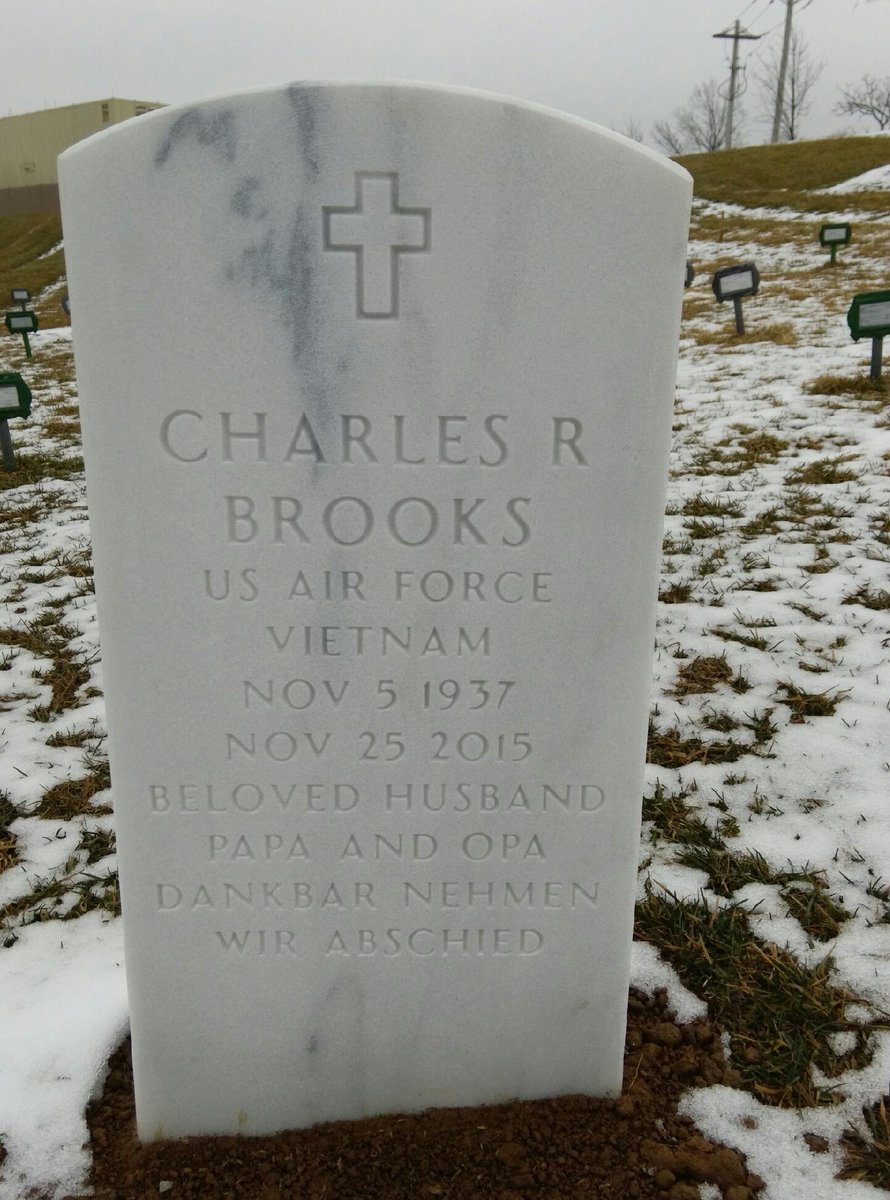 CHARLES R
BROOKS
US AIR FORCE
VIETNAM
NOV 5 1937
NOV 25 2015
BELOVED HUSBAND
PAPA AND OPA
DANKBAR NEHMEN
WIR ABSCHIED